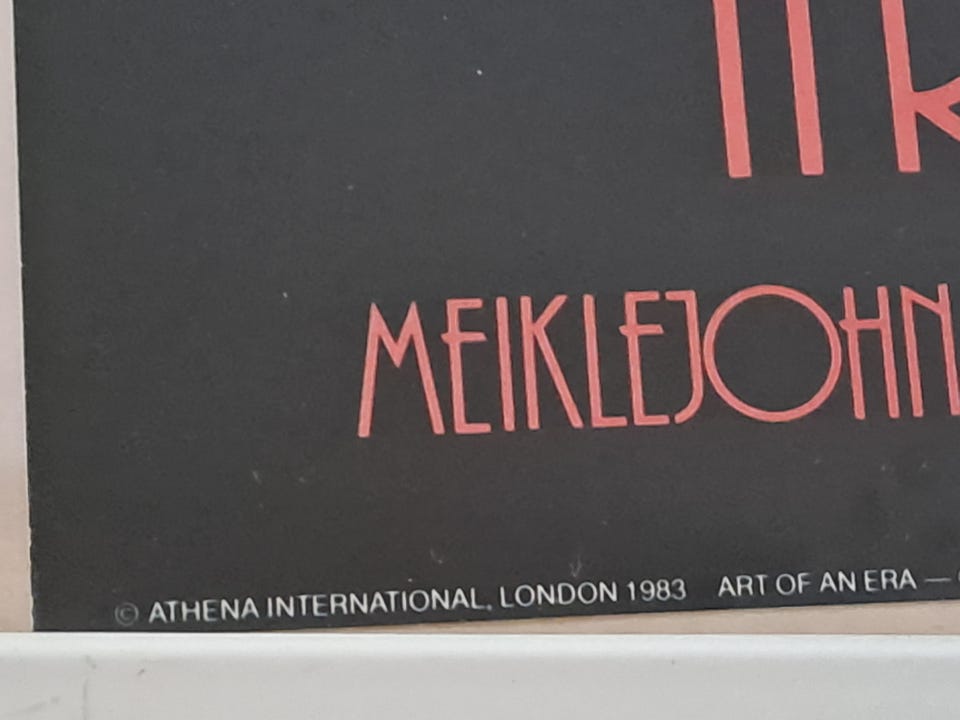 MEIKLEJOHN
© ATHENA INTERNATIONAL, LONDON 1983 ART OF AN ERA —